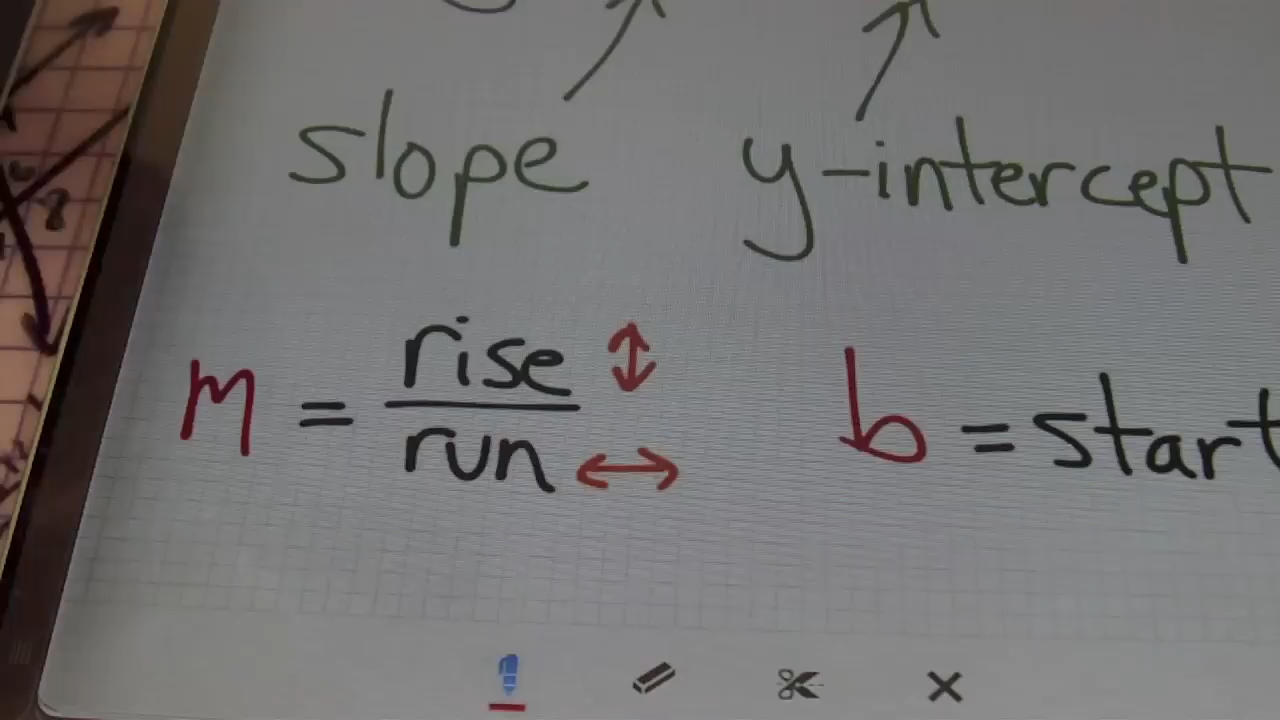 slope y-intercept
m = rise/run b = start